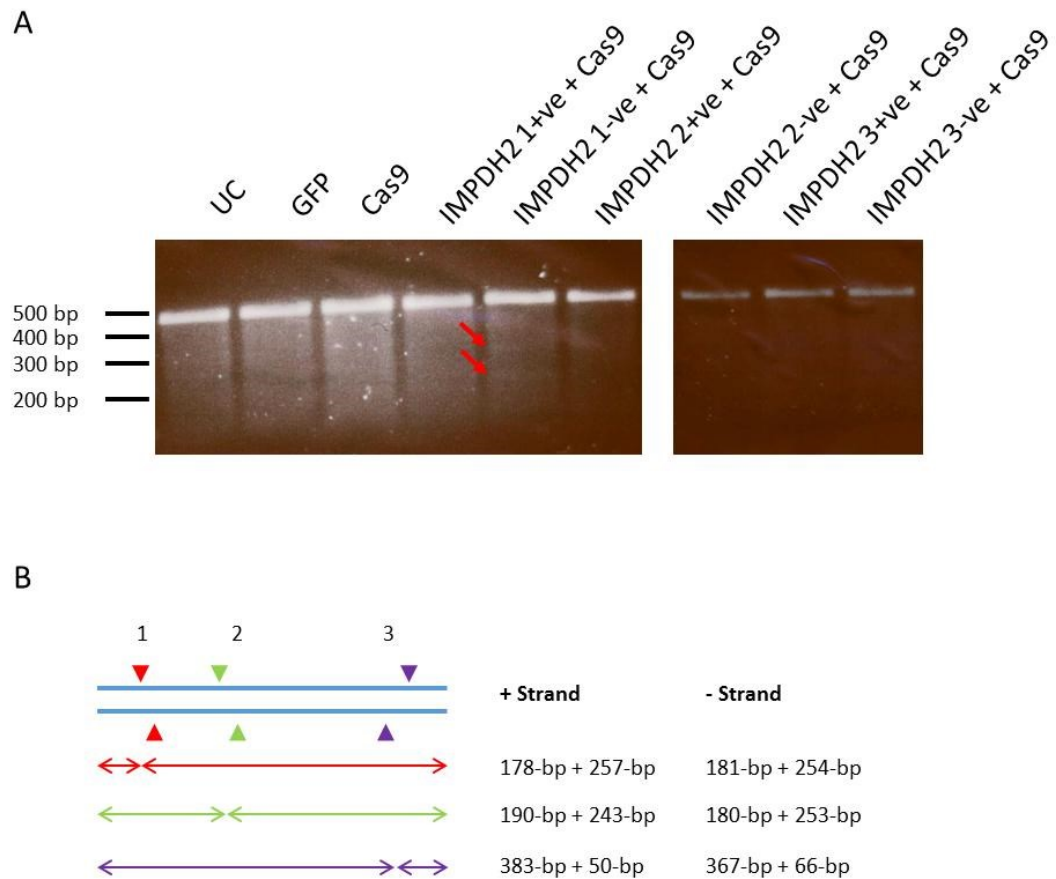 A
UC
GFP
Cas9
IMPDH2 1+ve + Cas9
IMPDH2 1-ve + Cas9
IMPDH2 2+ve + Cas9
IMPDH2 2-ve + Cas9
IMPDH2 3+ve + Cas9
IMPDH2 3-ve + Cas9
500 bp
400 bp
300 bp
200 bp
B
1 2 3
+ Strand - Strand
178-bp + 257-bp 181-bp + 254-bp
190-bp + 243-bp 180-bp + 253-bp
383-bp + 50-bp 367-bp + 66-bp